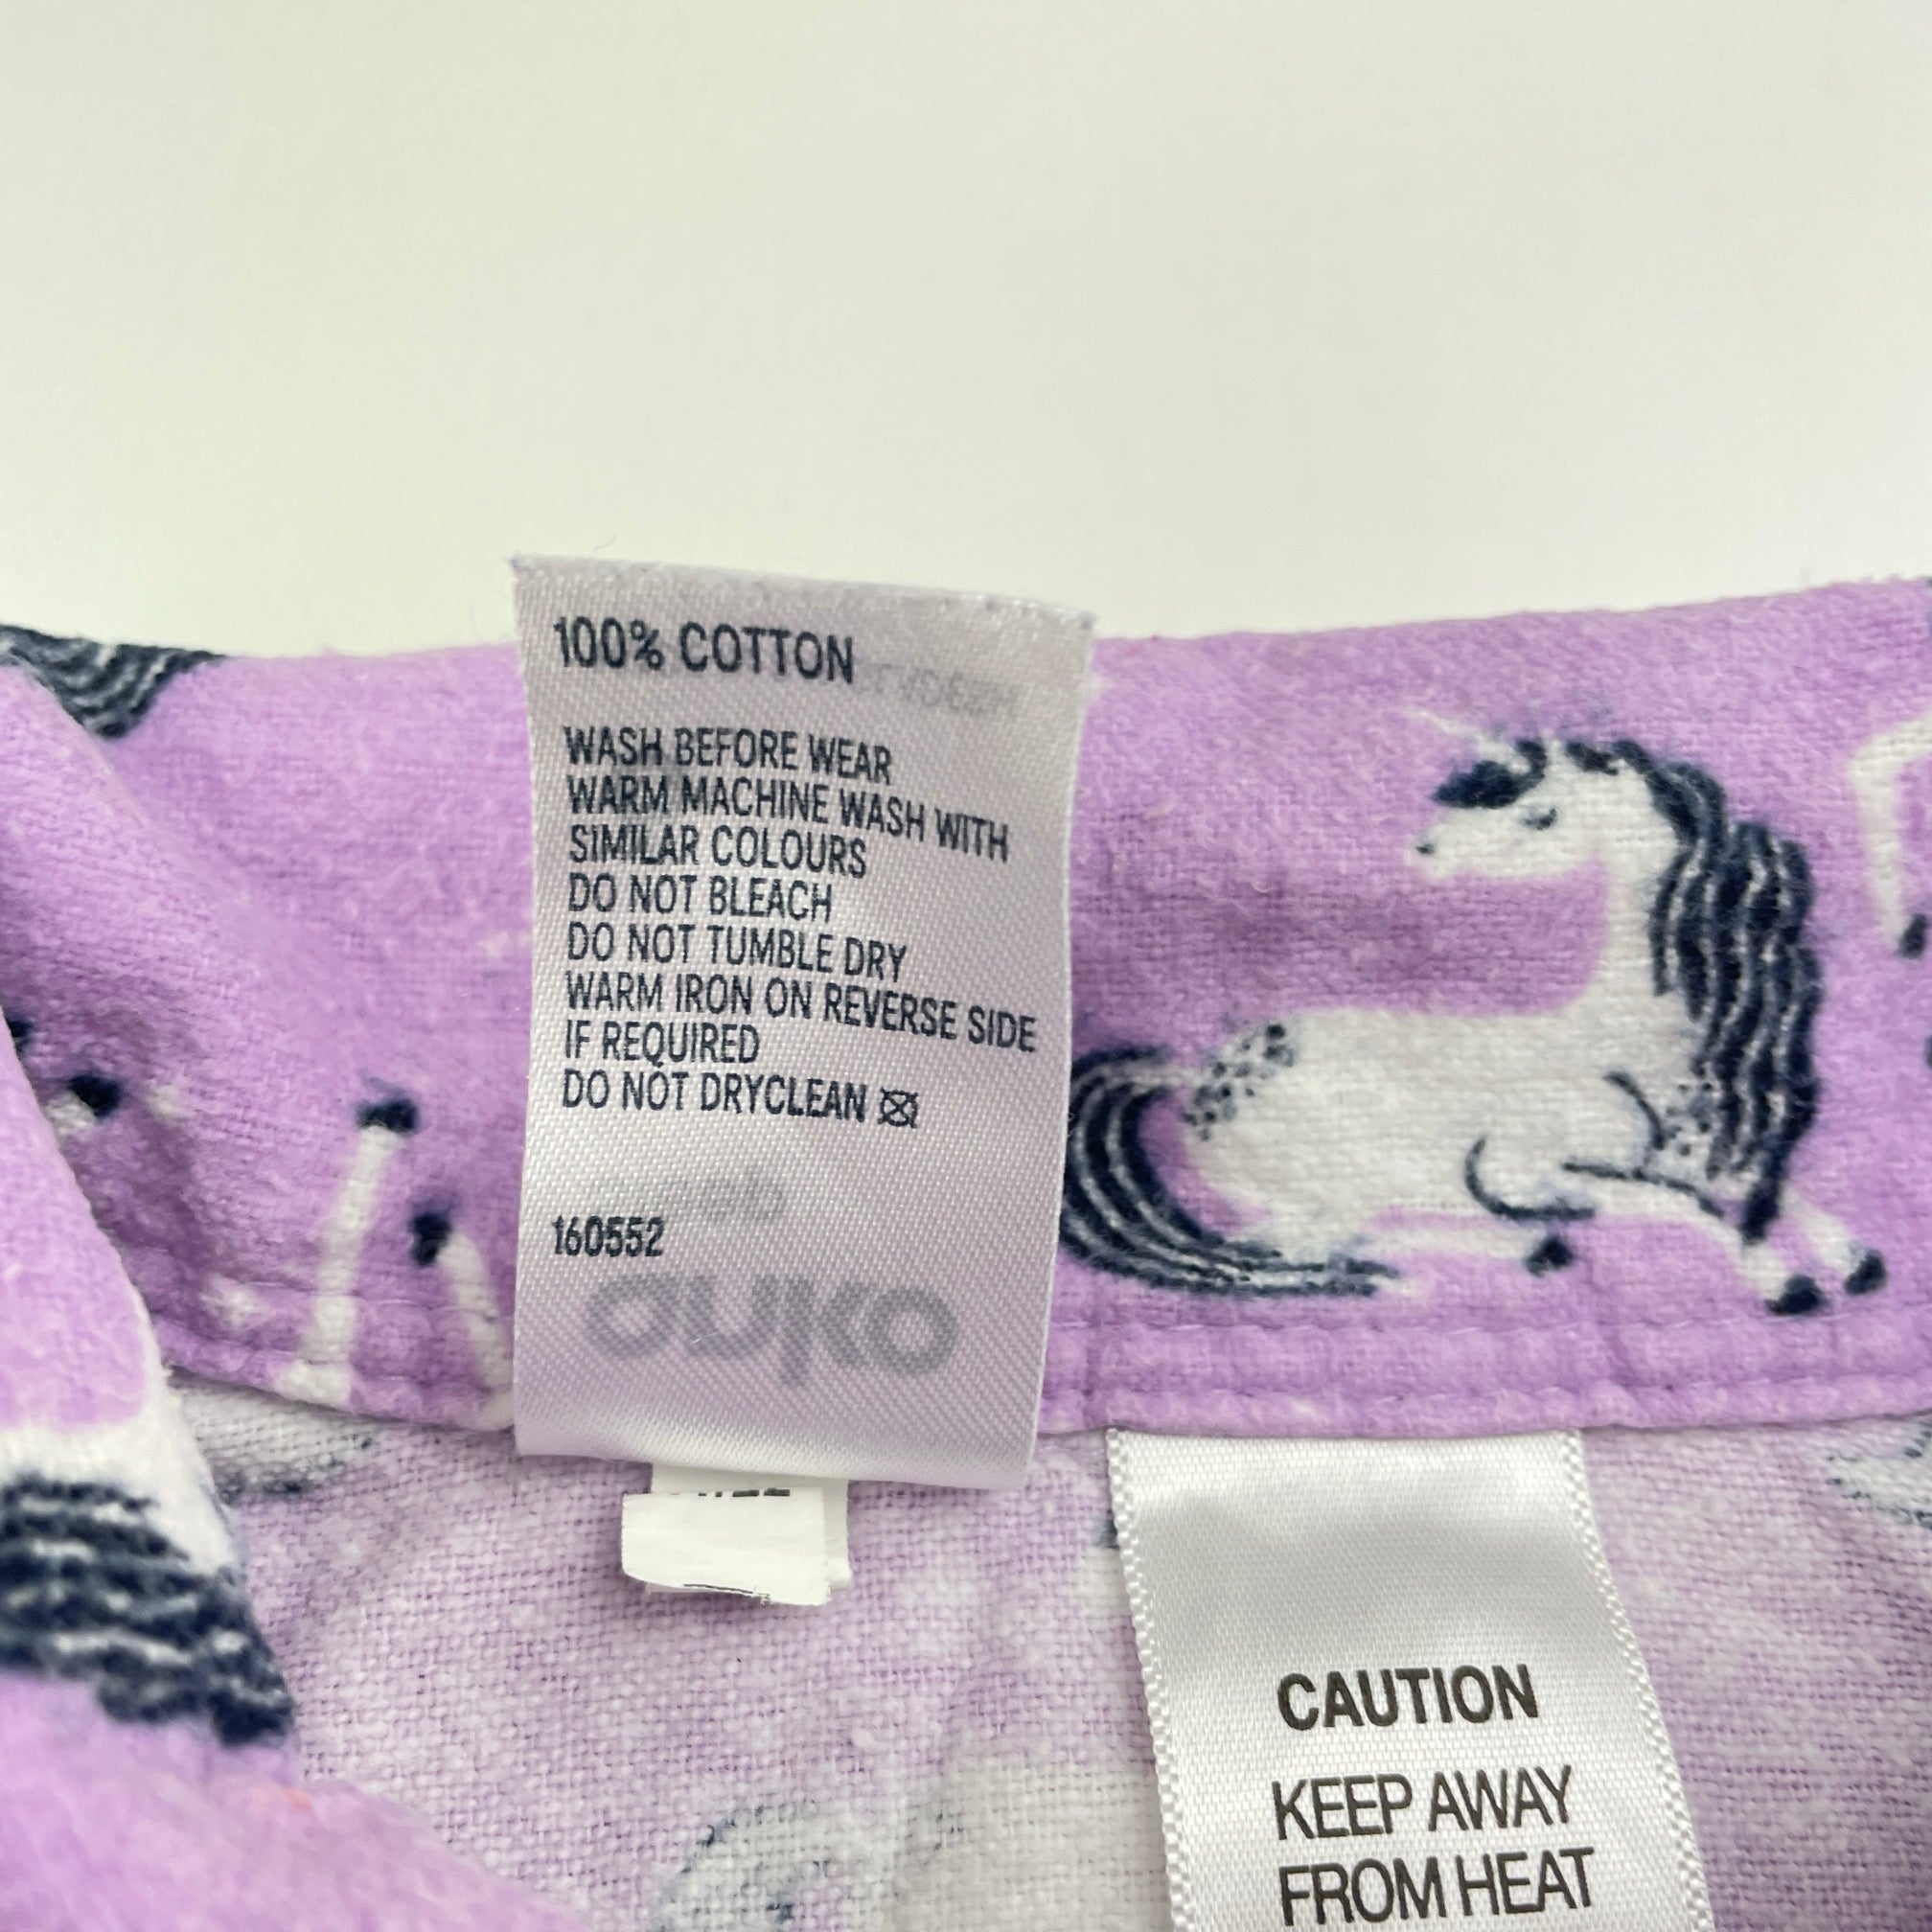 100% COTTON
WASH BEFORE WEAR
WARM MACHINE WASH WITH
SIMILAR COLOURS
DO NOT BLEACH
DO NOT TUMBLE DRY
WARM IRON ON REVERSE SIDE
IF REQUIRED
DO NOT DRYCLEAN
160552
CAUTION
KEEP AWAY
FROM HEAT